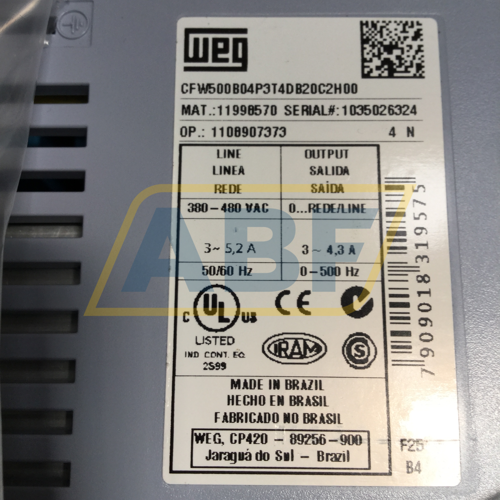 WEG
CFW500B04P3T4DB20C2H00
MAT.:11998570 SERIAL#:1035026324
OP.: 1108907373 4 N
LINE OUTPUT
LINEA SALIDA
REDE SAÍDA
380-480 VAC 0...REDE/LINE
3~ 5,2 A 3~ 4,3 A
50/60 Hz 0-500 Hz
ABF
C UL US
LISTED
IND. CONT. EQ.
2S99
CE
IRAM
S
MADE IN BRAZIL
HECHO EN BRASIL
FABRICADO NO BRASIL
WEG, CP420 - 89256-900
Jaraguá do Sul - Brazil
7909018319575
F25
B4